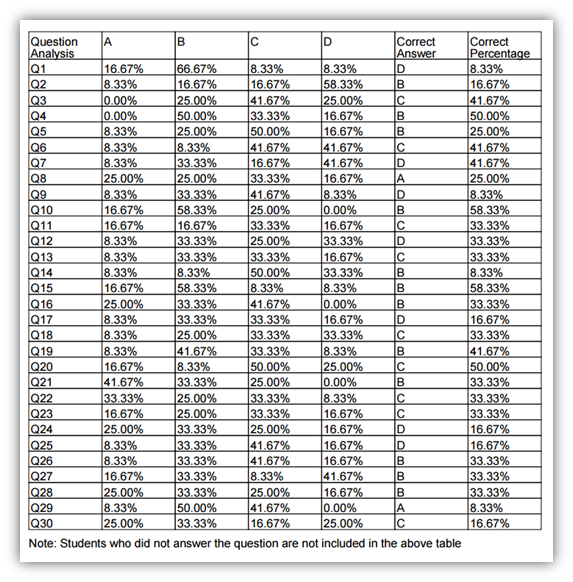 Question Analysis A B C D Correct Answer Correct Percentage
Q1 16.67% 66.67% 8.33% 8.33% D 8.33%
Q2 8.33% 16.67% 16.67% 58.33% B 16.67%
Q3 0.00% 25.00% 41.67% 25.00% C 41.67%
Q4 0.00% 50.00% 33.33% 16.67% B 50.00%
Q5 8.33% 25.00% 50.00% 16.67% B 25.00%
Q6 8.33% 8.33% 41.67% 41.67% C 41.67%
Q7 8.33% 33.33% 16.67% 41.67% D 41.67%
Q8 25.00% 25.00% 33.33% 16.67% A 25.00%
Q9 8.33% 33.33% 41.67% 8.33% D 8.33%
Q10 16.67% 58.33% 25.00% 0.00% B 58.33%
Q11 16.67% 16.67% 33.33% 16.67% C 33.33%
Q12 8.33% 33.33% 25.00% 33.33% D 33.33%
Q13 8.33% 33.33% 33.33% 16.67% C 33.33%
Q14 8.33% 8.33% 50.00% 33.33% B 8.33%
Q15 16.67% 58.33% 8.33% 8.33% B 58.33%
Q16 25.00% 33.33% 41.67% 0.00% B 33.33%
Q17 8.33% 33.33% 33.33% 16.67% D 16.67%
Q18 8.33% 25.00% 33.33% 33.33% C 33.33%
Q19 8.33% 41.67% 33.33% 8.33% B 41.67%
Q20 16.67% 8.33% 50.00% 25.00% C 50.00%
Q21 41.67% 33.33% 25.00% 0.00% B 33.33%
Q22 33.33% 25.00% 33.33% 8.33% C 33.33%
Q23 16.67% 25.00% 33.33% 16.67% C 33.33%
Q24 25.00% 33.33% 25.00% 16.67% D 16.67%
Q25 8.33% 33.33% 41.67% 16.67% D 16.67%
Q26 8.33% 33.33% 41.67% 16.67% B 33.33%
Q27 16.67% 33.33% 8.33% 41.67% B 33.33%
Q28 25.00% 33.33% 25.00% 16.67% B 33.33%
Q29 8.33% 50.00% 41.67% 0.00% A 8.33%
Q30 25.00% 33.33% 16.67% 25.00% C 16.67%
Note: Students who did not answer the question are not included in the above table